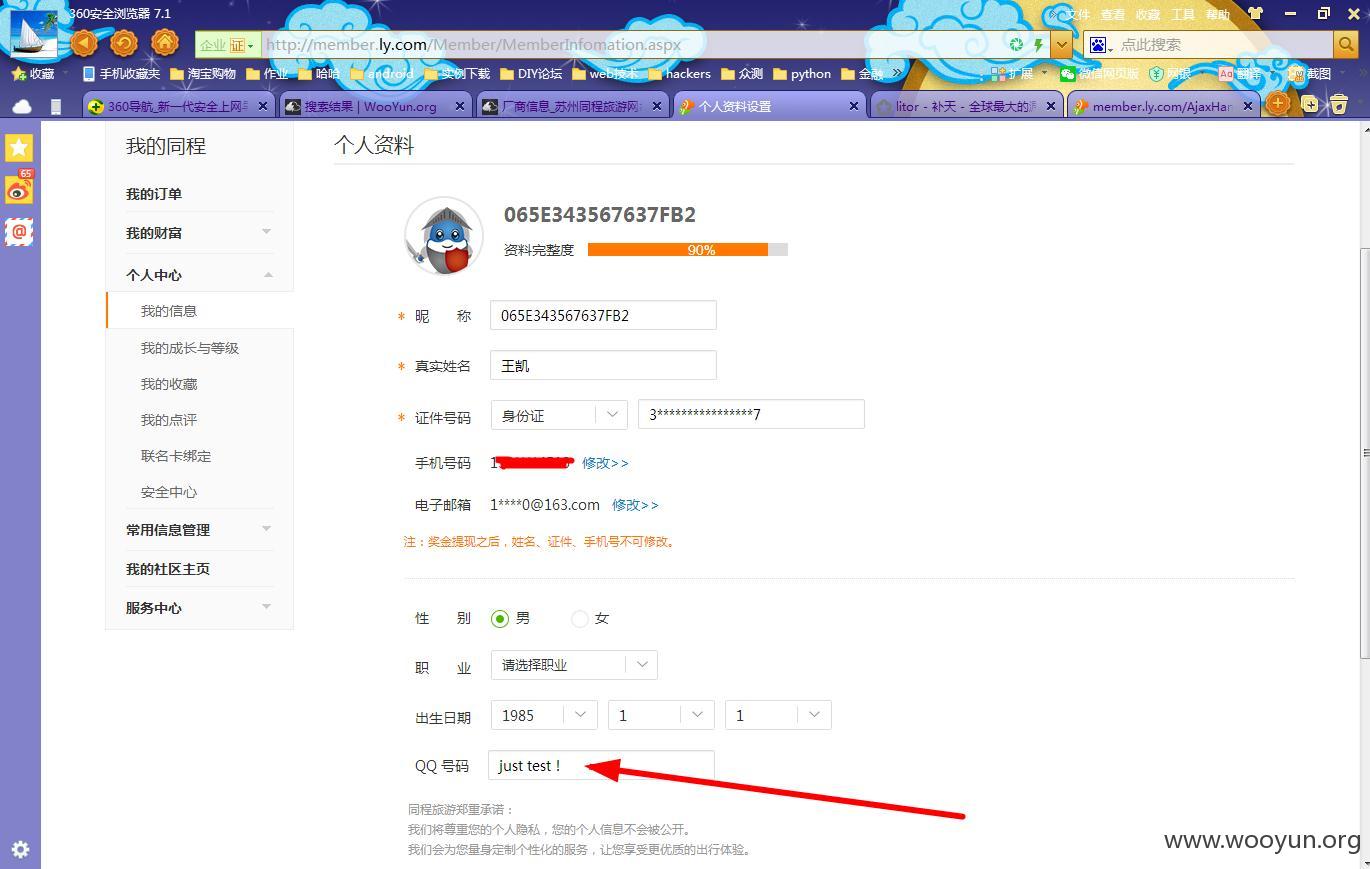 360安全浏览器 7.1
文件 查看 收藏 工具 帮助
企业 证 http://member.ly.com/Member/MemberInfomation.aspx
点此搜索
收藏 手机收藏夹 淘宝购物 作业 哈哈 android 实例下载 DIY论坛 web技术 hackers 众测 python 金融 扩展 微信网页版 网银 翻译 截图
360导航_新一代安全上网 搜索结果 | WooYun.org 厂商信息_苏州同程旅游网 个人资料设置 litor - 补天 - 全球最大的 member.ly.com/AjaxHan
65
我的同程
我的订单
我的财富
个人中心
我的信息
我的成长与等级
我的收藏
我的点评
联名卡绑定
安全中心
常用信息管理
我的社区主页
服务中心
个人资料
065E343567637FB2
资料完整度 90%
* 昵 称 065E343567637FB2
* 真实姓名 王凯
* 证件号码 身份证 3****************7
手机号码 1 修改>>
电子邮箱 1****0@163.com 修改>>
注：奖金提现之后，姓名、证件、手机号不可修改。
性 别 男 女
职 业 请选择职业
出生日期 1985 1 1
QQ 号码 just test !
同程旅游郑重承诺：
我们将尊重您的个人隐私，您的个人信息不会被公开。
我们会为您量身定制个性化的服务，让您享受更优质的出行体验。
www.wooyun.org